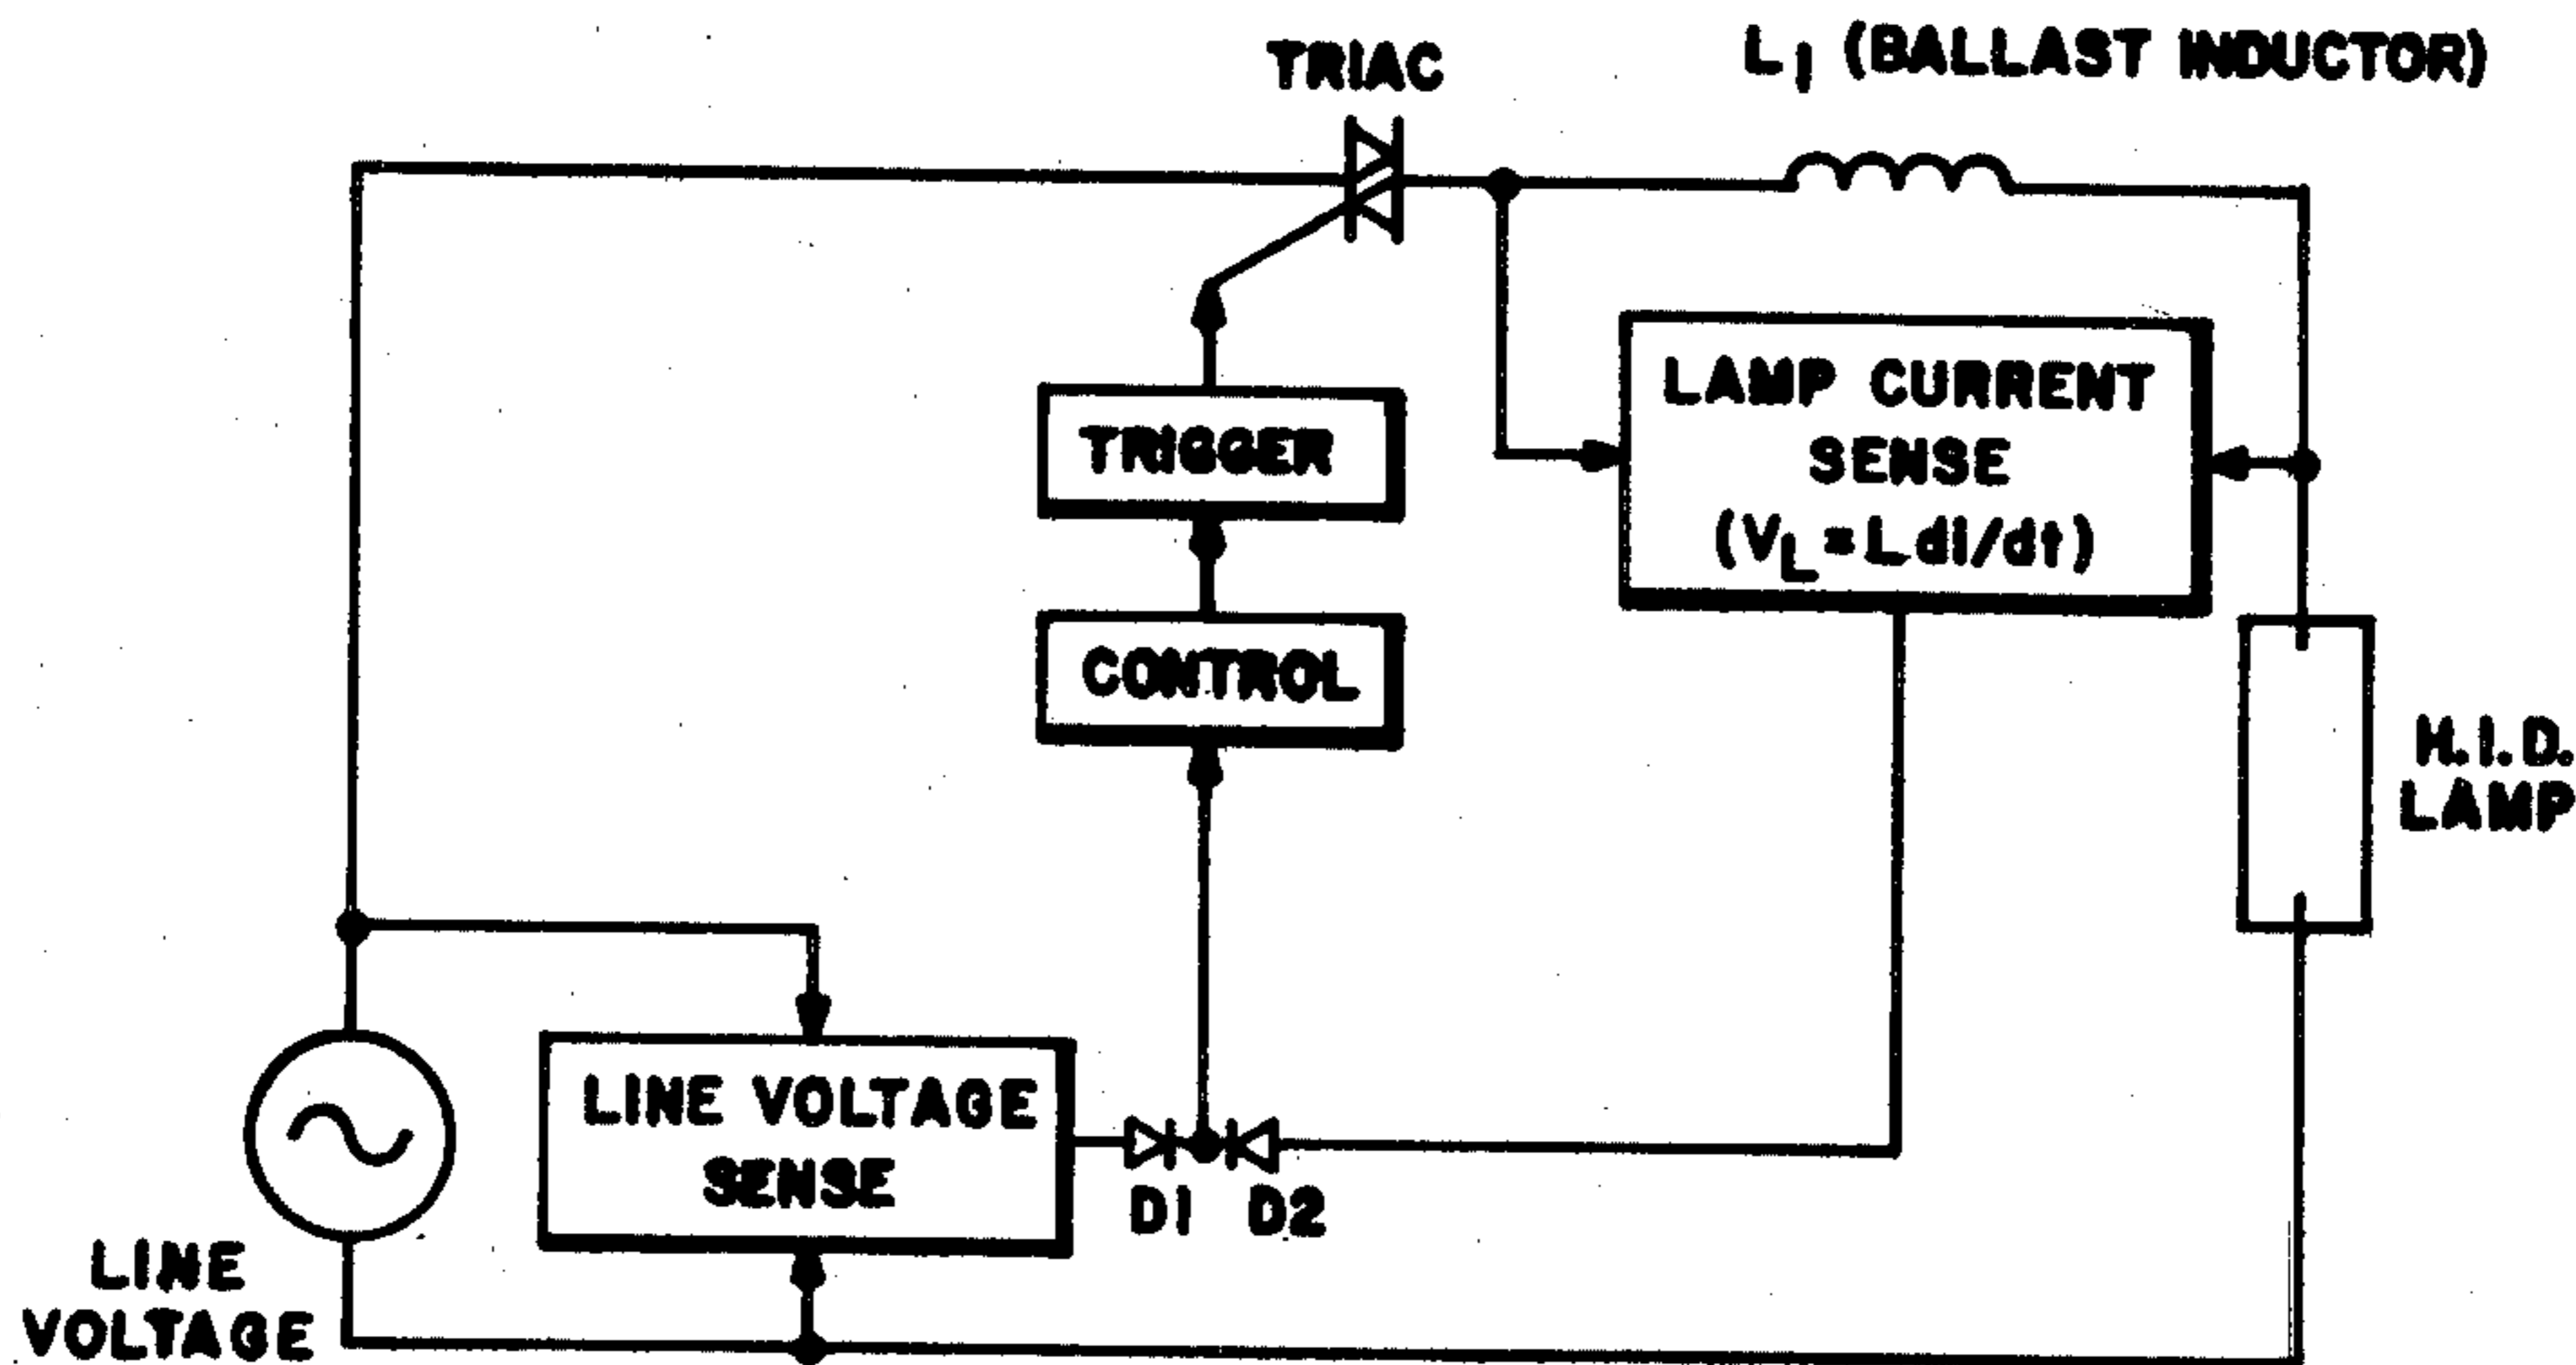 TRIAC
L1 (BALLAST INDUCTOR)
LAMP CURRENT
SENSE
(VL = L di/dt)
TRIGGER
CONTROL
H.I.D.
LAMP
LINE VOLTAGE
SENSE
D1 D2
LINE
VOLTAGE